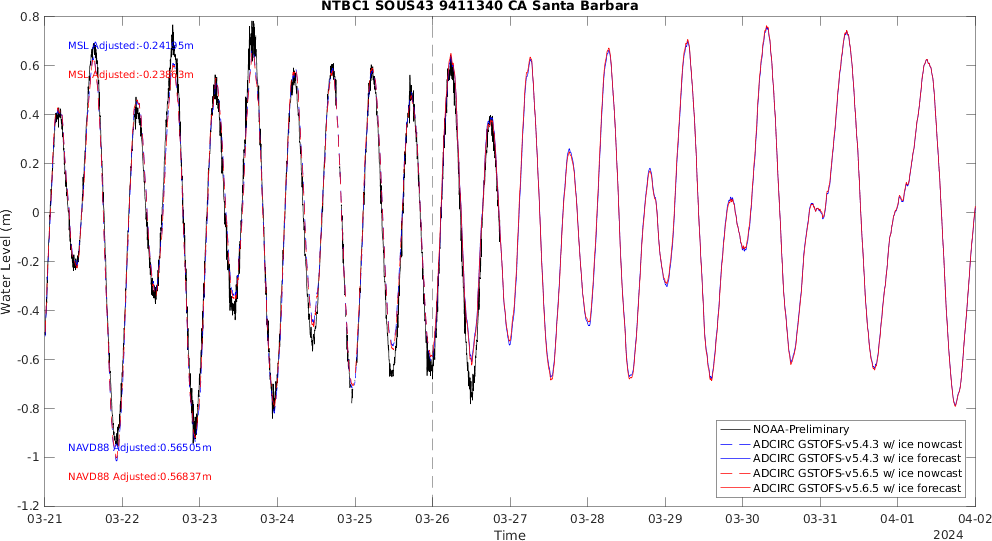 NTBC1 SOUS43 9411340 CA Santa Barbara
0.8
MSL Adjusted:-0.24195m
0.6
MSL Adjusted:-0.23863m
0.4
0.2
0
-0.2
-0.4
-0.6
-0.8
-1
-1.2
Water Level (m)
NAVD88 Adjusted:0.56505m
NAVD88 Adjusted:0.56837m
NOAA-Preliminary
ADCIRC GSTOFS-v5.4.3 w/ ice nowcast
ADCIRC GSTOFS-v5.4.3 w/ ice forecast
ADCIRC GSTOFS-v5.6.5 w/ ice nowcast
ADCIRC GSTOFS-v5.6.5 w/ ice forecast
03-21 03-22 03-23 03-24 03-25 03-26 03-27 03-28 03-29 03-30 03-31 04-01 04-02
Time
2024